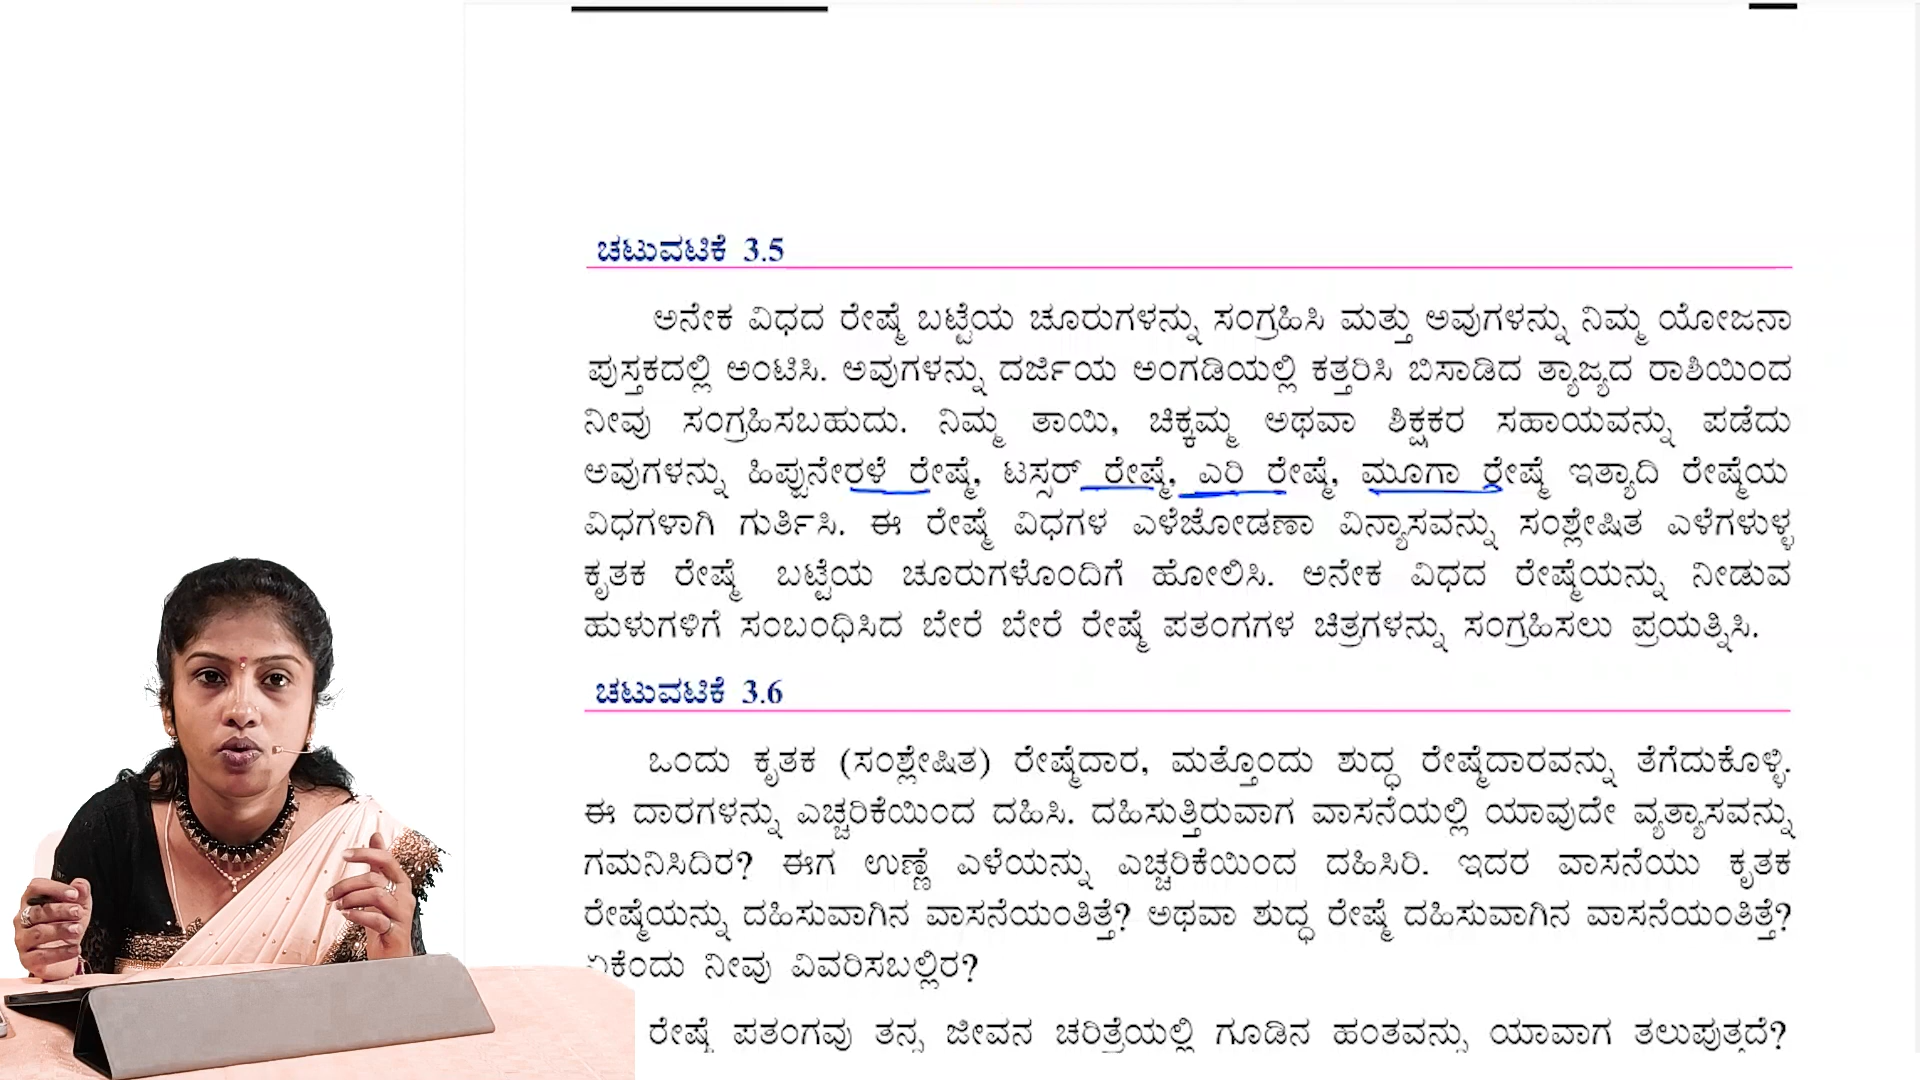 ಚಟುವಟಿಕೆ 3.5
ಅನೇಕ ವಿಧದ ರೇಷ್ಮೆ ಬಟ್ಟೆಯ ಚೂರುಗಳನ್ನು ಸಂಗ್ರಹಿಸಿ ಮತ್ತು ಅವುಗಳನ್ನು ನಿಮ್ಮ ಯೋಜನಾ
ಪುಸ್ತಕದಲ್ಲಿ ಅಂಟಿಸಿ. ಅವುಗಳನ್ನು ದರ್ಜಿಯ ಅಂಗಡಿಯಲ್ಲಿ ಕತ್ತರಿಸಿ ಬಿಸಾಡಿದ ತ್ಯಾಜ್ಯದ ರಾಶಿಯಿಂದ
ನೀವು ಸಂಗ್ರಹಿಸಬಹುದು. ನಿಮ್ಮ ತಾಯಿ, ಚಿಕ್ಕಮ್ಮ ಅಥವಾ ಶಿಕ್ಷಕರ ಸಹಾಯವನ್ನು ಪಡೆದು
ಅವುಗಳನ್ನು ಹಿಪ್ಪುನೇರಳೆ ರೇಷ್ಮೆ, ಟಸ್ಸರ್ ರೇಷ್ಮೆ, ಎರಿ ರೇಷ್ಮೆ, ಮೂಗಾ ರೇಷ್ಮೆ ಇತ್ಯಾದಿ ರೇಷ್ಮೆಯ
ವಿಧಗಳಾಗಿ ಗುರ್ತಿಸಿ. ಈ ರೇಷ್ಮೆ ವಿಧಗಳ ಎಳೆಜೋಡಣಾ ವಿನ್ಯಾಸವನ್ನು ಸಂಶ್ಲೇಷಿತ ಎಳೆಗಳುಳ್ಳ
ಕೃತಕ ರೇಷ್ಮೆ ಬಟ್ಟೆಯ ಚೂರುಗಳೊಂದಿಗೆ ಹೋಲಿಸಿ. ಅನೇಕ ವಿಧದ ರೇಷ್ಮೆಯನ್ನು ನೀಡುವ
ಹುಳುಗಳಿಗೆ ಸಂಬಂಧಿಸಿದ ಬೇರೆ ಬೇರೆ ರೇಷ್ಮೆ ಪತಂಗಗಳ ಚಿತ್ರಗಳನ್ನು ಸಂಗ್ರಹಿಸಲು ಪ್ರಯತ್ನಿಸಿ.
ಚಟುವಟಿಕೆ 3.6
ಒಂದು ಕೃತಕ (ಸಂಶ್ಲೇಷಿತ) ರೇಷ್ಮೆದಾರ, ಮತ್ತೊಂದು ಶುದ್ಧ ರೇಷ್ಮೆದಾರವನ್ನು ತೆಗೆದುಕೊಳ್ಳಿ.
ಈ ದಾರಗಳನ್ನು ಎಚ್ಚರಿಕೆಯಿಂದ ದಹಿಸಿ. ದಹಿಸುತ್ತಿರುವಾಗ ವಾಸನೆಯಲ್ಲಿ ಯಾವುದೇ ವ್ಯತ್ಯಾಸವನ್ನು
ಗಮನಿಸಿದಿರ? ಈಗ ಉಣ್ಣೆ ಎಳೆಯನ್ನು ಎಚ್ಚರಿಕೆಯಿಂದ ದಹಿಸಿರಿ. ಇದರ ವಾಸನೆಯು ಕೃತಕ
ರೇಷ್ಮೆಯನ್ನು ದಹಿಸುವಾಗಿನ ವಾಸನೆಯಂತಿತ್ತೆ? ಅಥವಾ ಶುದ್ಧ ರೇಷ್ಮೆ ದಹಿಸುವಾಗಿನ ವಾಸನೆಯಂತಿತ್ತೆ?
ಏಕೆಂದು ನೀವು ವಿವರಿಸಬಲ್ಲಿರ?
ರೇಷ್ಮೆ ಪತಂಗವು ತನ್ನ ಜೀವನ ಚರಿತ್ರೆಯಲ್ಲಿ ಗೂಡಿನ ಹಂತವನ್ನು ಯಾವಾಗ ತಲುಪುತ್ತದೆ?